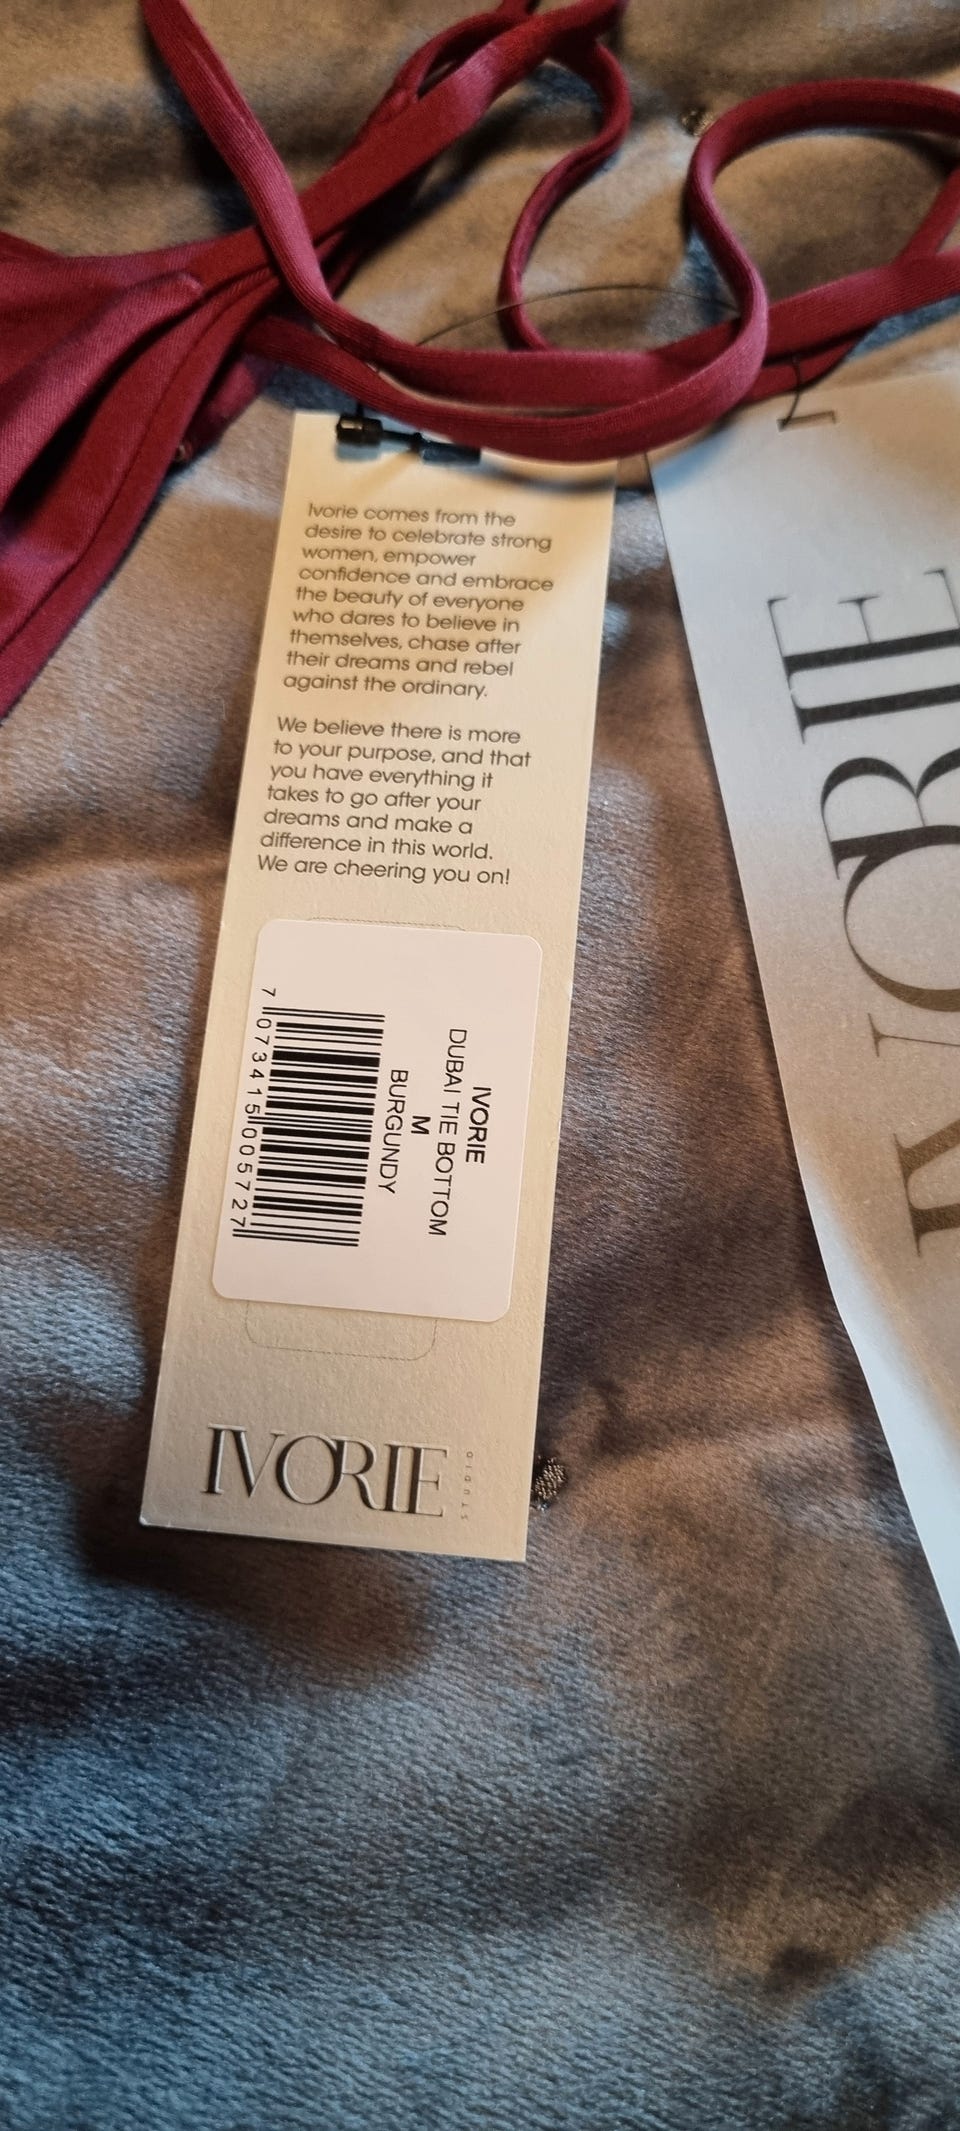 Ivorie comes from the
desire to celebrate strong
women, empower
confidence and embrace
the beauty of everyone
who dares to believe in
themselves, chase after
their dreams and rebel
against the ordinary.
We believe there is more
to your purpose, and that
you have everything it
takes to go after your
dreams and make a
difference in this world.
We are cheering you on!
IVORIE
DUBAI TIE BOTTOM
M
BURGUNDY
7 073415 005727
IVORIE
STUDIO
IVORIE